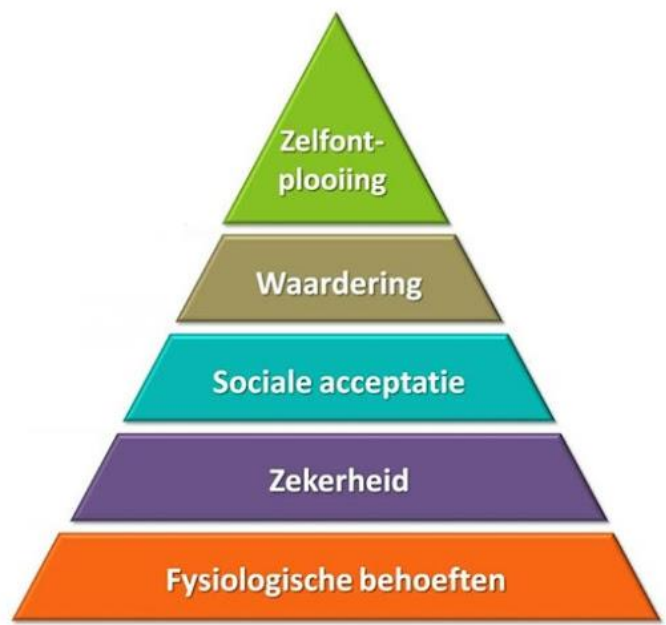 Zelfont-
plooiing
Waardering
Sociale acceptatie
Zekerheid
Fysiologische behoeften